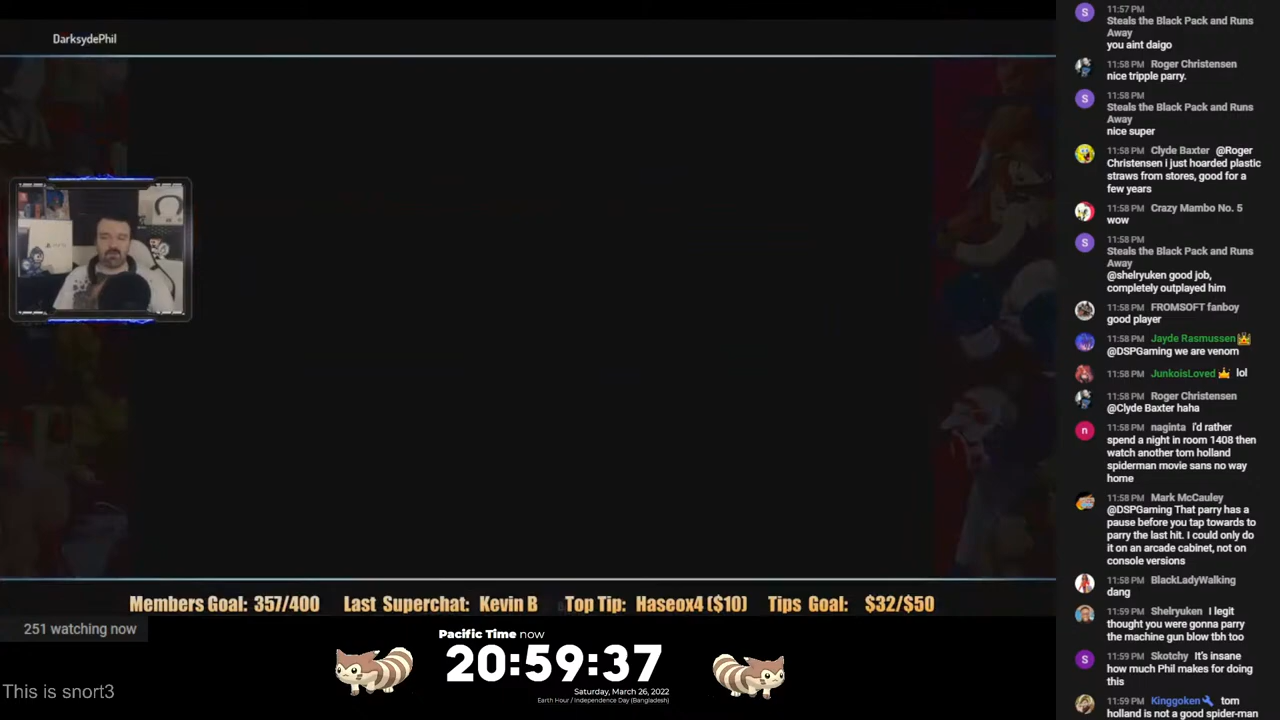 DarksydePhil
Members Goal: 357/400
Last Superchat: Kevin B
Top Tip: Haseox4 ($10)
Tips Goal: $32/$50
251 watching now
Pacific Time now
20:59:37
Saturday, March 26, 2022
Earth Hour / Independence Day (Bangladesh)
This is snort3
11:57 PM
Steals the Black Pack and Runs
Away
you aint daigo
11:58 PM Roger Christensen
nice tripple parry.
11:58 PM
Steals the Black Pack and Runs
Away
nice super
11:58 PM Clyde Baxter @Roger
Christensen i just hoarded plastic
straws from stores, good for a
few years
11:58 PM Crazy Mambo No. 5
wow
11:58 PM
Steals the Black Pack and Runs
Away
@shelryuken good job,
completely outplayed him
11:58 PM FROMSOFT fanboy
good player
11:58 PM Jayde Rasmussen
@DSPGaming we are venom
11:58 PM JunkoisLoved lol
11:58 PM Roger Christensen
@Clyde Baxter haha
11:58 PM naginta i'd rather
spend a night in room 1408 then
watch another tom holland
spiderman movie sans no way
home
11:58 PM Mark McCauley
@DSPGaming That parry has a
pause before you tap towards to
parry the last hit. I could only do
it on an arcade cabinet, not on
console versions
11:58 PM BlackLadyWalking
dang
11:59 PM Shelryuken I legit
thought you were gonna parry
the machine gun blow tbh too
11:59 PM Skotchy It's insane
how much Phil makes for doing
this
11:59 PM Kinggoken tom
holland is not a good spider-man